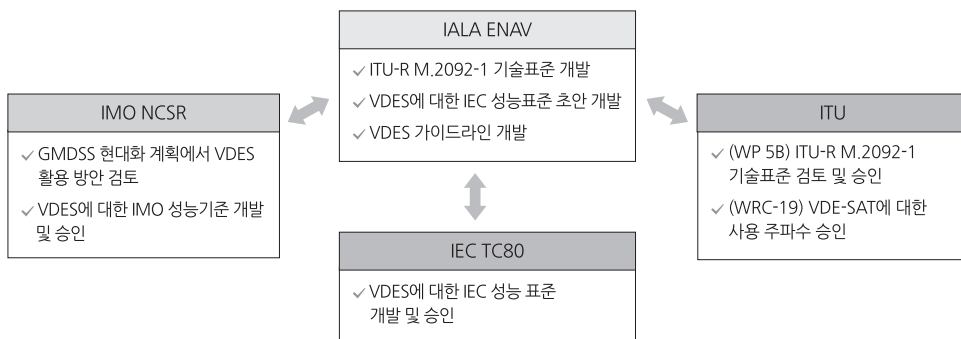 IALA ENAV
✓ ITU-R M.2092-1 기술표준 개발
✓ VDES에 대한 IEC 성능표준 초안 개발
✓ VDES 가이드라인 개발
IMO NCSR
✓ GMDSS 현대화 계획에서 VDES
활용 방안 검토
✓ VDES에 대한 IMO 성능기준 개발
및 승인
ITU
✓ (WP 5B) ITU-R M.2092-1
기술표준 검토 및 승인
✓ (WRC-19) VDE-SAT에 대한
사용 주파수 승인
IEC TC80
✓ VDES에 대한 IEC 성능 표준
개발 및 승인